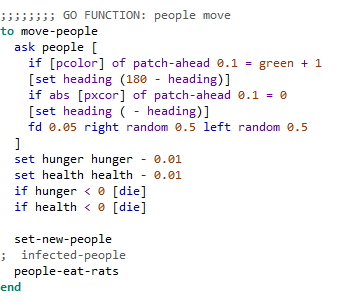 ;;;;;;;; GO FUNCTION: people move
to move-people
  ask people [
    if [pcolor] of patch-ahead 0.1 = green + 1
    [set heading (180 - heading)]
    if abs [pxcor] of patch-ahead 0.1 = 0
    [set heading ( - heading)]
    fd 0.05 right random 0.5 left random 0.5
  ]
  set hunger hunger - 0.01
  set health health - 0.01
  if hunger < 0 [die]
  if health < 0 [die]

  set-new-people
;  infected-people
  people-eat-rats
end